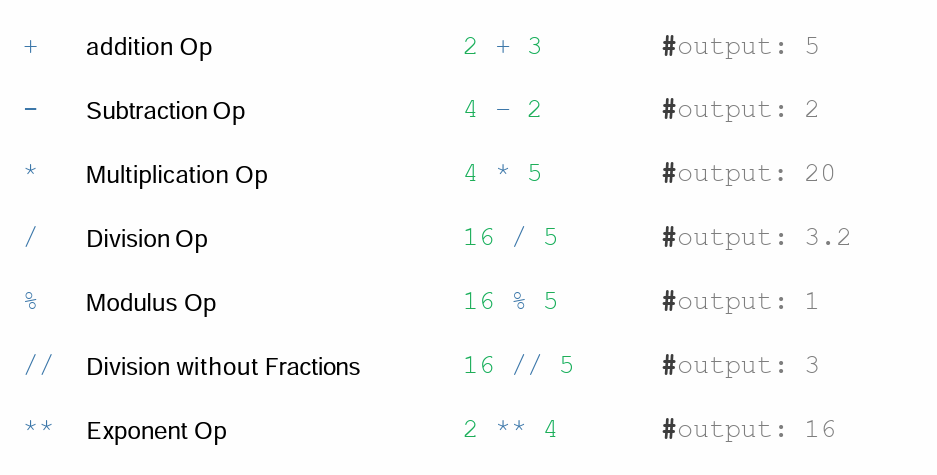 + addition Op 2 + 3 #output: 5
- Subtraction Op 4 - 2 #output: 2
* Multiplication Op 4 * 5 #output: 20
/ Division Op 16 / 5 #output: 3.2
% Modulus Op 16 % 5 #output: 1
// Division without Fractions 16 // 5 #output: 3
** Exponent Op 2 ** 4 #output: 16